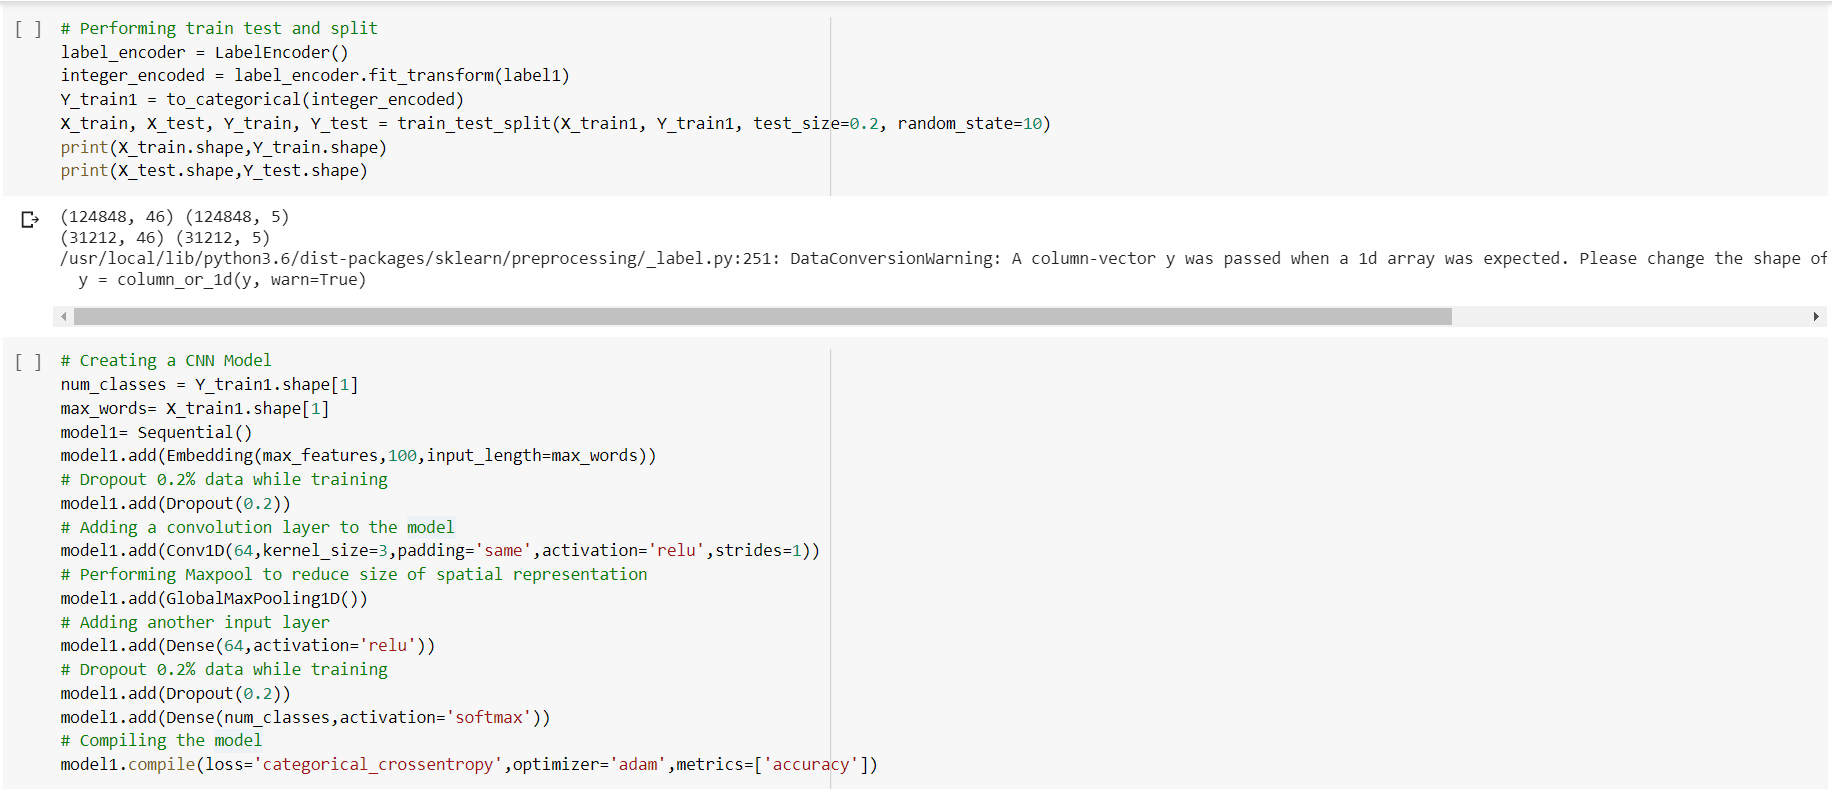 [ ] # Performing train test and split
label_encoder = LabelEncoder()
integer_encoded = label_encoder.fit_transform(label1)
Y_train1 = to_categorical(integer_encoded)
X_train, X_test, Y_train, Y_test = train_test_split(X_train1, Y_train1, test_size=0.2, random_state=10)
print(X_train.shape,Y_train.shape)
print(X_test.shape,Y_test.shape)
(124848, 46) (124848, 5)
(31212, 46) (31212, 5)
/usr/local/lib/python3.6/dist-packages/sklearn/preprocessing/_label.py:251: DataConversionWarning: A column-vector y was passed when a 1d array was expected. Please change the shape of
y = column_or_1d(y, warn=True)
[ ] # Creating a CNN Model
num_classes = Y_train1.shape[1]
max_words= X_train1.shape[1]
model1= Sequential()
model1.add(Embedding(max_features,100,input_length=max_words))
# Dropout 0.2% data while training
model1.add(Dropout(0.2))
# Adding a convolution layer to the model
model1.add(Conv1D(64,kernel_size=3,padding='same',activation='relu',strides=1))
# Performing Maxpool to reduce size of spatial representation
model1.add(GlobalMaxPooling1D())
# Adding another input layer
model1.add(Dense(64,activation='relu'))
# Dropout 0.2% data while training
model1.add(Dropout(0.2))
model1.add(Dense(num_classes,activation='softmax'))
# Compiling the model
model1.compile(loss='categorical_crossentropy',optimizer='adam',metrics=['accuracy'])